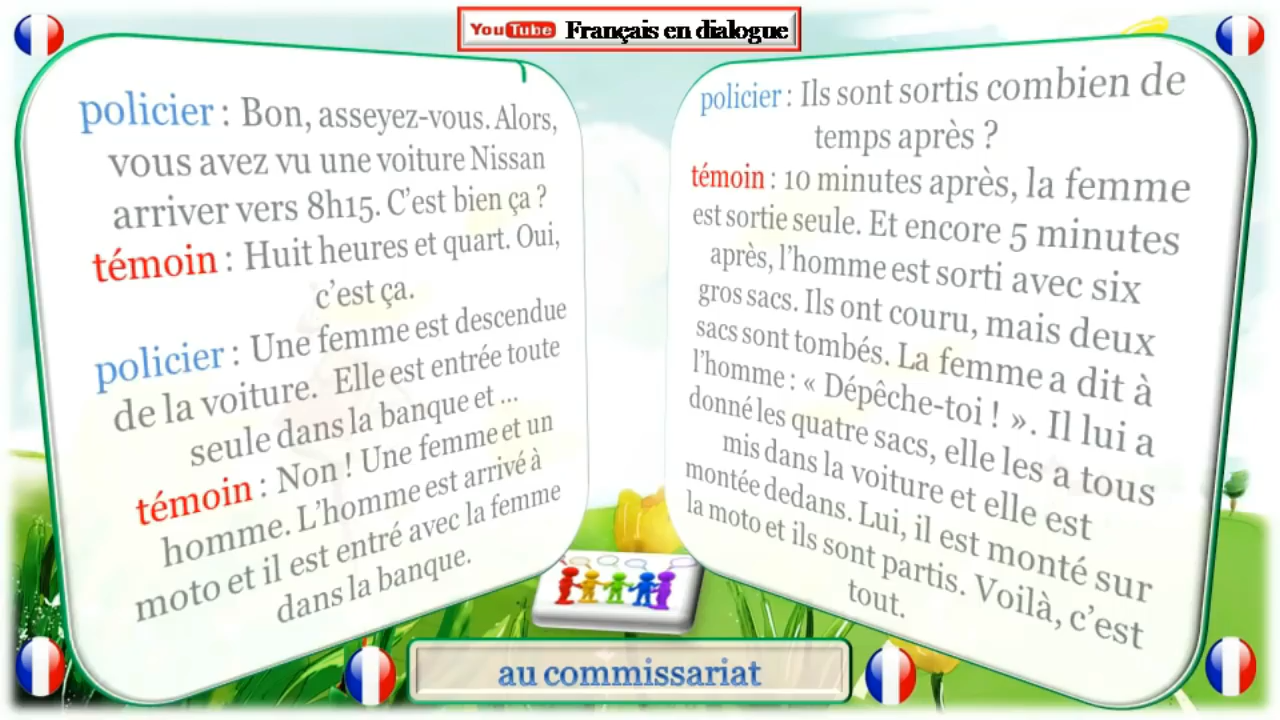 YouTube Français en dialogue
policier : Bon, asseyez-vous. Alors,
vous avez vu une voiture Nissan
arriver vers 8h15. C'est bien ça ?
témoin : Huit heures et quart. Oui,
c'est ça.
policier : Une femme est descendue
de la voiture. Elle est entrée toute
seule dans la banque et ...
témoin : Non ! Une femme et un
homme. L'homme est arrivé à
moto et il est entré avec la femme
dans la banque.
policier : Ils sont sortis combien de
temps après ?
témoin : 10 minutes après, la femme
est sortie seule. Et encore 5 minutes
après, l'homme est sorti avec six
gros sacs. Ils ont couru, mais deux
sacs sont tombés. La femme a dit à
l'homme : « Dépêche-toi ! ». Il lui a
donné les quatre sacs, elle les a tous
mis dans la voiture et elle est
montée dedans. Lui, il est monté sur
la moto et ils sont partis. Voilà, c'est
tout.
au commissariat